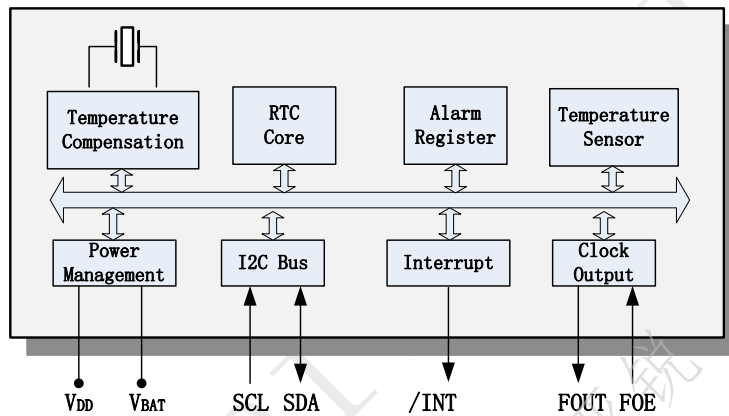 Temperature
Compensation
RTC
Core
Alarm
Register
Temperature
Sensor
Power
Management
I2C Bus
Interrupt
Clock
Output
VDD
VBAT
SCL
SDA
/INT
FOUT
FOE